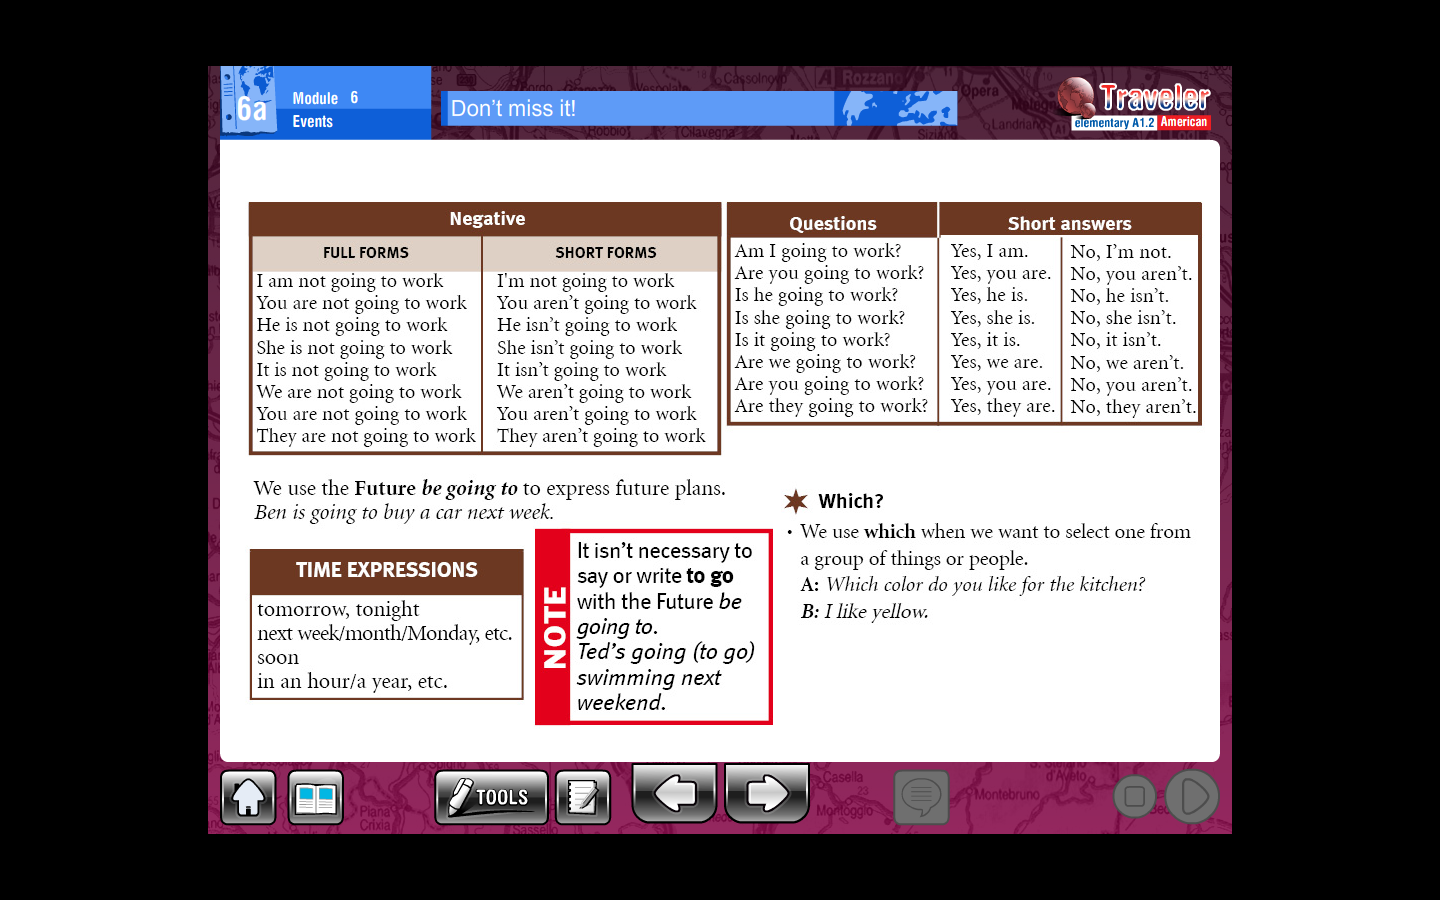 6a
Module 6
Events
Don't miss it!
Traveler
elementary A1.2 American
Negative
FULL FORMS
SHORT FORMS
I am not going to work
You are not going to work
He is not going to work
She is not going to work
It is not going to work
We are not going to work
You are not going to work
They are not going to work
I'm not going to work
You aren't going to work
He isn't going to work
She isn't going to work
It isn't going to work
We aren't going to work
You aren't going to work
They aren't going to work
Questions
Short answers
Am I going to work?
Are you going to work?
Is he going to work?
Is she going to work?
Is it going to work?
Are we going to work?
Are you going to work?
Are they going to work?
Yes, I am.
Yes, you are.
Yes, he is.
Yes, she is.
Yes, it is.
Yes, we are.
Yes, you are.
Yes, they are.
No, I'm not.
No, you aren't.
No, he isn't.
No, she isn't.
No, it isn't.
No, we aren't.
No, you aren't.
No, they aren't.
We use the Future be going to to express future plans.
Ben is going to buy a car next week.
TIME EXPRESSIONS
tomorrow, tonight
next week/month/Monday, etc.
soon
in an hour/a year, etc.
NOTE
It isn't necessary to
say or write to go
with the Future be
going to.
Ted's going (to go)
swimming next
weekend.
Which?
• We use which when we want to select one from
a group of things or people.
A: Which color do you like for the kitchen?
B: I like yellow.
TOOLS
Casella
Montoggio
Montebruno
Piana
Crixia
Sassello
Rozzano
Cassolnovo
Landriano